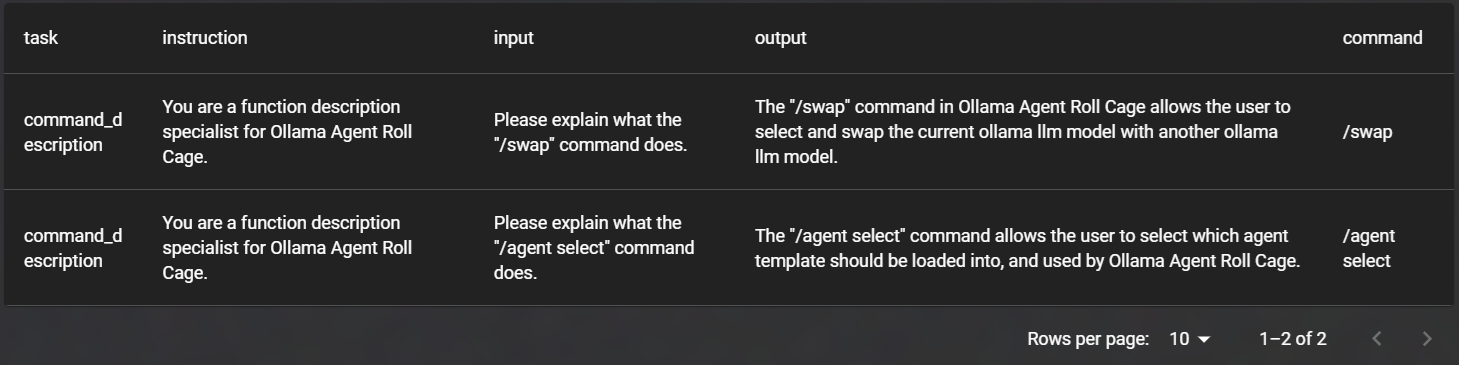 task instruction input output command
command_d
escription
You are a function description
specialist for Ollama Agent Roll
Cage.
Please explain what the
"/swap" command does.
The "/swap" command in Ollama Agent Roll Cage allows the user to
select and swap the current ollama llm model with another ollama
llm model.
/swap
command_d
escription
You are a function description
specialist for Ollama Agent Roll
Cage.
Please explain what the
"/agent select" command
does.
The "/agent select" command allows the user to select which agent
template should be loaded into, and used by Ollama Agent Roll Cage.
/agent
select
Rows per page: 10 1–2 of 2